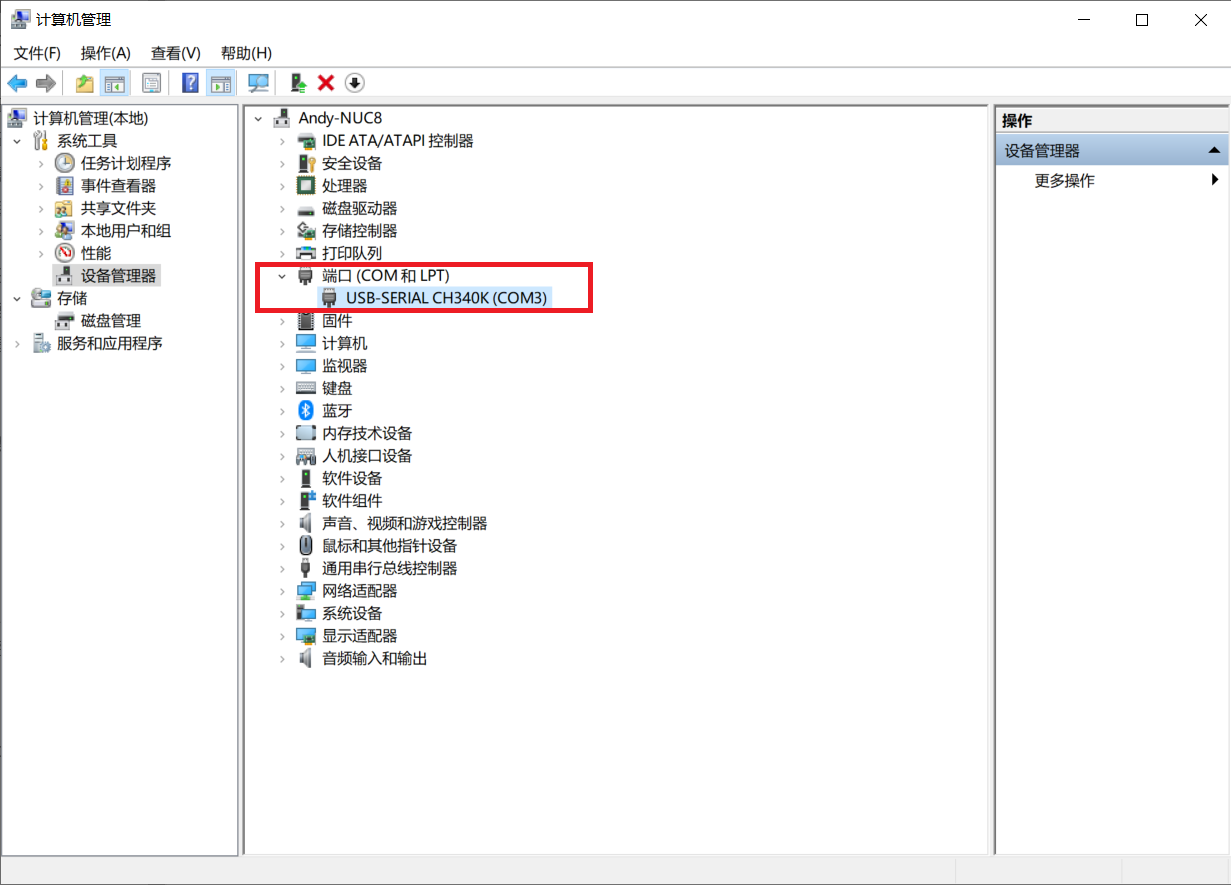 计算机管理
文件(F) 操作(A) 查看(V) 帮助(H)
计算机管理(本地)
系统工具
任务计划程序
事件查看器
共享文件夹
本地用户和组
性能
设备管理器
存储
磁盘管理
服务和应用程序
Andy-NUC8
IDE ATA/ATAPI 控制器
安全设备
处理器
磁盘驱动器
存储控制器
打印队列
端口 (COM 和 LPT)
USB-SERIAL CH340K (COM3)
固件
计算机
监视器
键盘
蓝牙
内存技术设备
人机接口设备
软件设备
软件组件
声音、视频和游戏控制器
鼠标和其他指针设备
通用串行总线控制器
网络适配器
系统设备
显示适配器
音频输入和输出
操作
设备管理器
更多操作